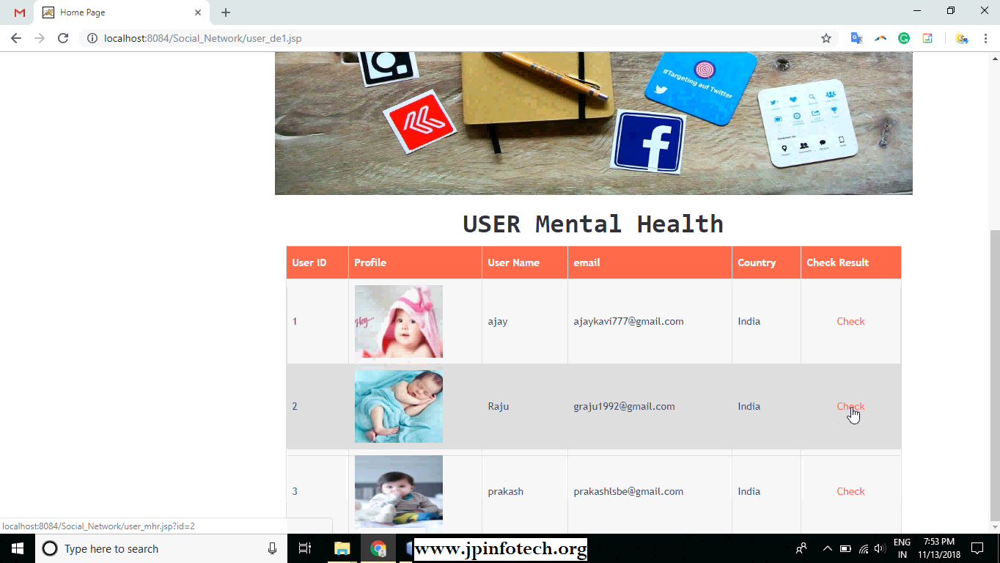 Home Page
localhost:8084/Social_Network/user_de1.jsp
#Targeting auf Twitter
USER Mental Health
User ID Profile User Name email Country Check Result
Hey....
1 ajay ajaykavi777@gmail.com India Check
2 Raju graju1992@gmail.com India Check
3 prakash prakashlsbe@gmail.com India Check
localhost:8084/Social_Network/user_mhr.jsp?id=2
Type here to search
www.jpinfotech.org
ENG
IN
7:53 PM
11/13/2018